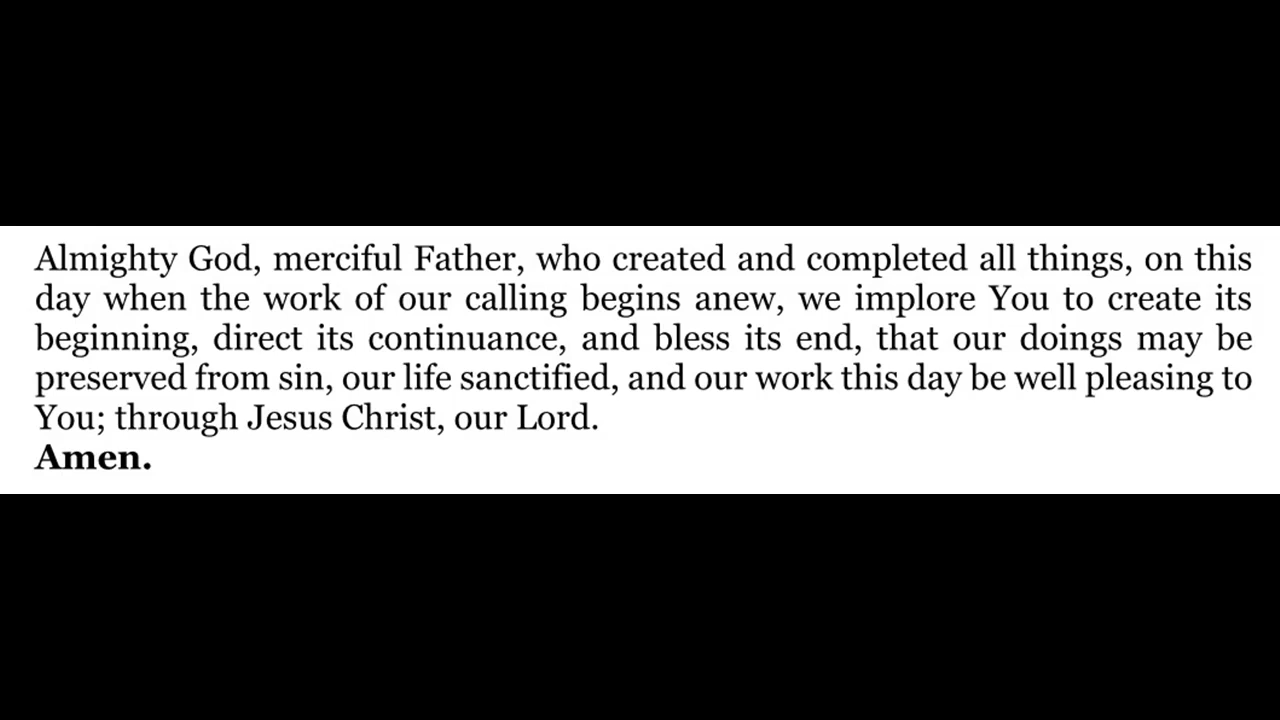 Almighty God, merciful Father, who created and completed all things, on this
day when the work of our calling begins anew, we implore You to create its
beginning, direct its continuance, and bless its end, that our doings may be
preserved from sin, our life sanctified, and our work this day be well pleasing to
You; through Jesus Christ, our Lord.
Amen.